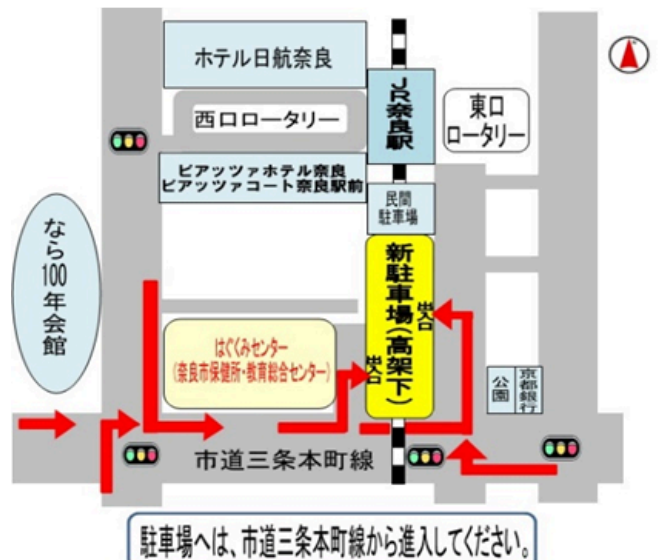 ホテル日航奈良
JR奈良駅
東口
ロータリー
西口ロータリー
ピアッツァホテル奈良
ピアッツァコート奈良駅前
民間
駐車場
なら100年会館
新駐車場(高架下)
出入口
出入口
はぐくみセンター
(奈良市保健所・教育総合センター)
公園
京都銀行
市道三条本町線
駐車場へは、市道三条本町線から進入してください。